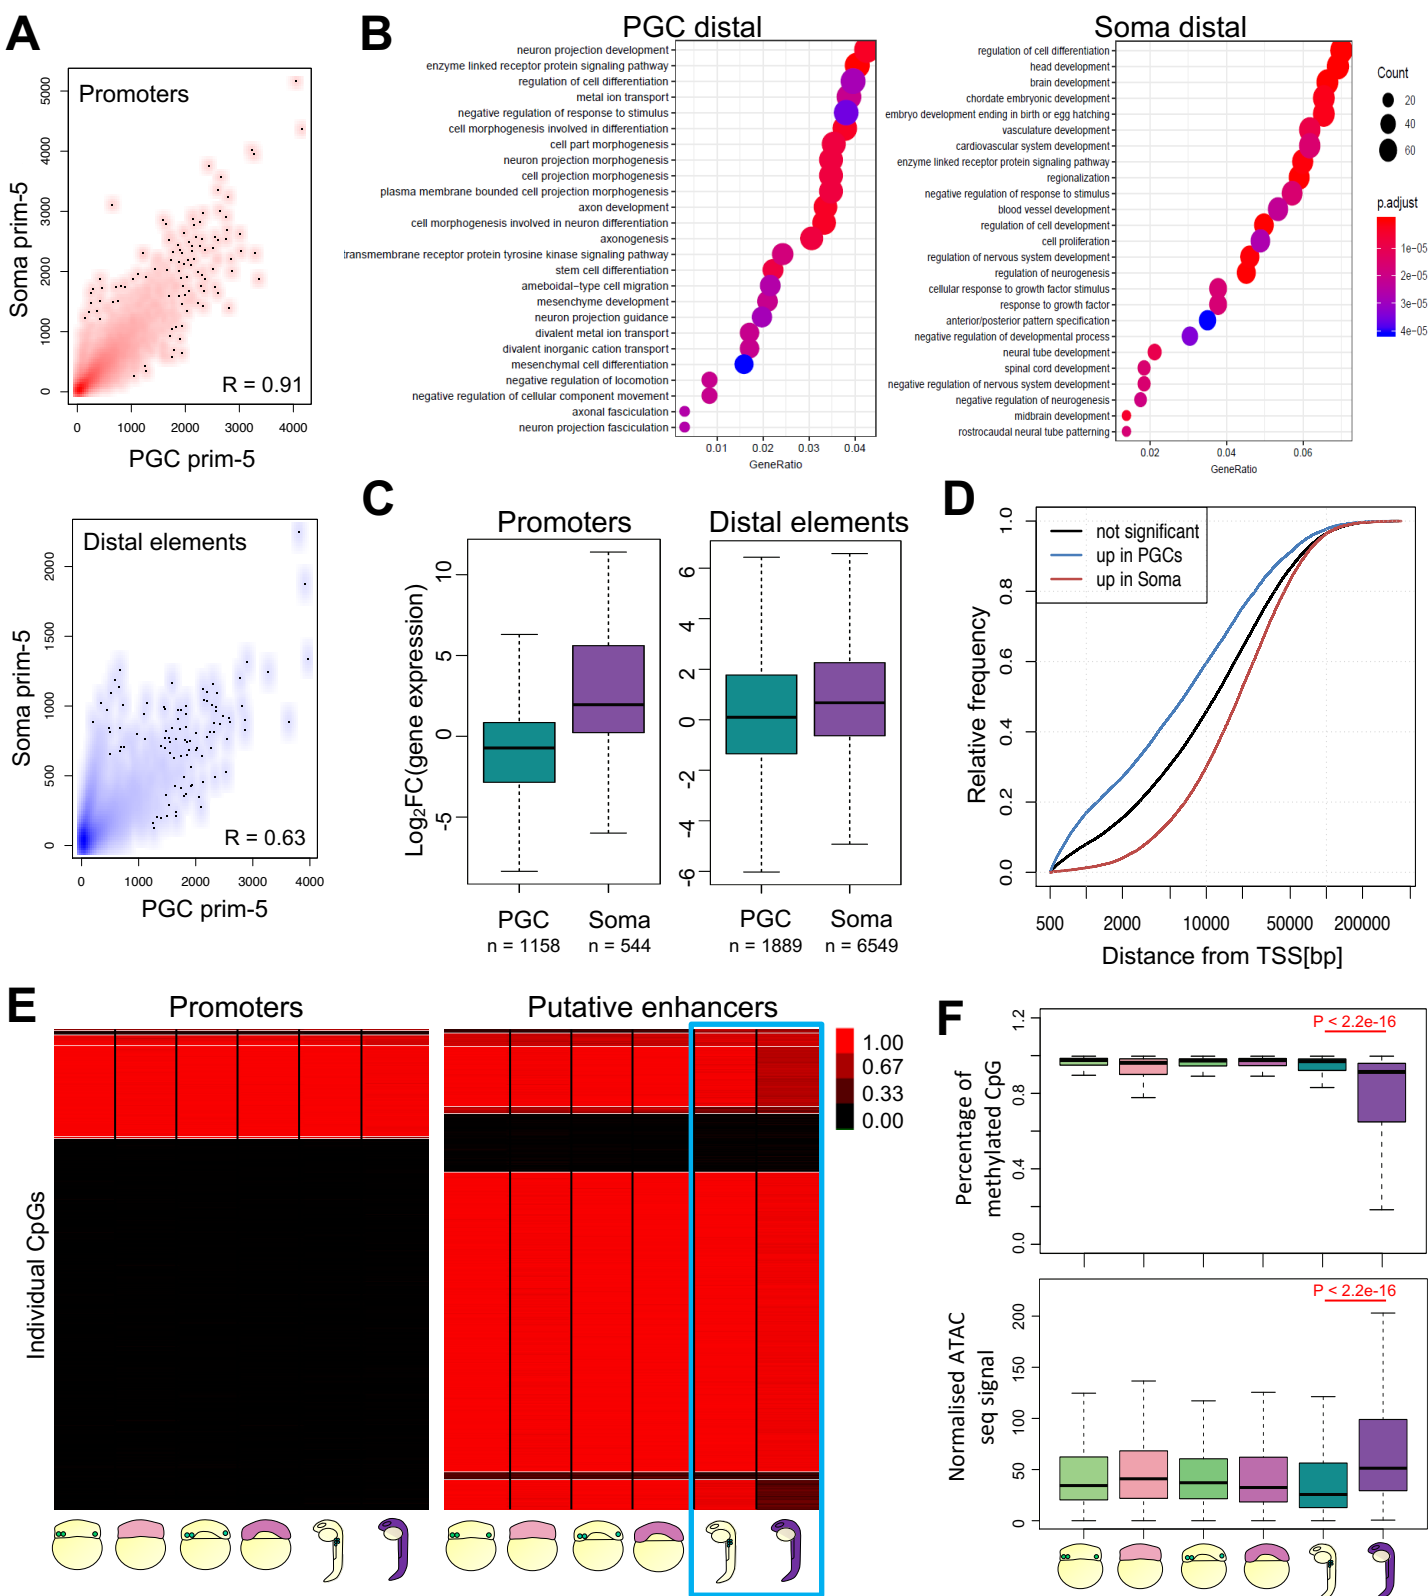 A
Promoters
Soma prim-5
5000
4000
3000
2000
1000
0
R = 0.91
0 1000 2000 3000 4000
PGC prim-5
Distal elements
Soma prim-5
2000
1500
1000
500
0
R = 0.63
0 1000 2000 3000 4000
PGC prim-5
B
PGC distal
neuron projection development
enzyme linked receptor protein signaling pathway
regulation of cell differentiation
metal ion transport
negative regulation of response to stimulus
cell morphogenesis involved in differentiation
cell part morphogenesis
neuron projection morphogenesis
cell projection morphogenesis
plasma membrane bounded cell projection morphogenesis
axon development
cell morphogenesis involved in neuron differentiation
axonogenesis
transmembrane receptor protein tyrosine kinase signaling pathway
stem cell differentiation
ameboidal-type cell migration
mesenchyme development
neuron projection guidance
divalent metal ion transport
divalent inorganic cation transport
mesenchymal cell differentiation
negative regulation of locomotion
negative regulation of cellular component movement
axonal fasciculation
neuron projection fasciculation
0.01 0.02 0.03 0.04
GeneRatio
Soma distal
regulation of cell differentiation
head development
brain development
chordate embryonic development
embryo development ending in birth or egg hatching
vasculature development
cardiovascular system development
enzyme linked receptor protein signaling pathway
regionalization
negative regulation of response to stimulus
blood vessel development
regulation of cell development
cell proliferation
regulation of nervous system development
regulation of neurogenesis
cellular response to growth factor stimulus
response to growth factor
anterior/posterior pattern specification
negative regulation of developmental process
neural tube development
spinal cord development
negative regulation of nervous system development
negative regulation of neurogenesis
midbrain development
rostrocaudal neural tube patterning
0.02 0.04 0.06
GeneRatio
Count
20
40
60
p.adjust
1e-05
2e-05
3e-05
4e-05
C
Promoters
Log2FC(gene expression)
10
5
0
-5
PGC Soma
n = 1158 n = 544
Distal elements
6
4
2
0
-2
-4
-6
PGC Soma
n = 1889 n = 6549
D
not significant
up in PGCs
up in Soma
Relative frequency
1.0
0.8
0.6
0.4
0.2
0.0
500 2000 10000 50000 200000
Distance from TSS[bp]
E
Promoters
Putative enhancers
Individual CpGs
1.00
0.67
0.33
0.00
F
Percentage of
methylated CpG
1.2
0.8
0.4
0.0
P < 2.2e-16
Normalised ATAC
seq signal
200
150
100
50
0
P < 2.2e-16